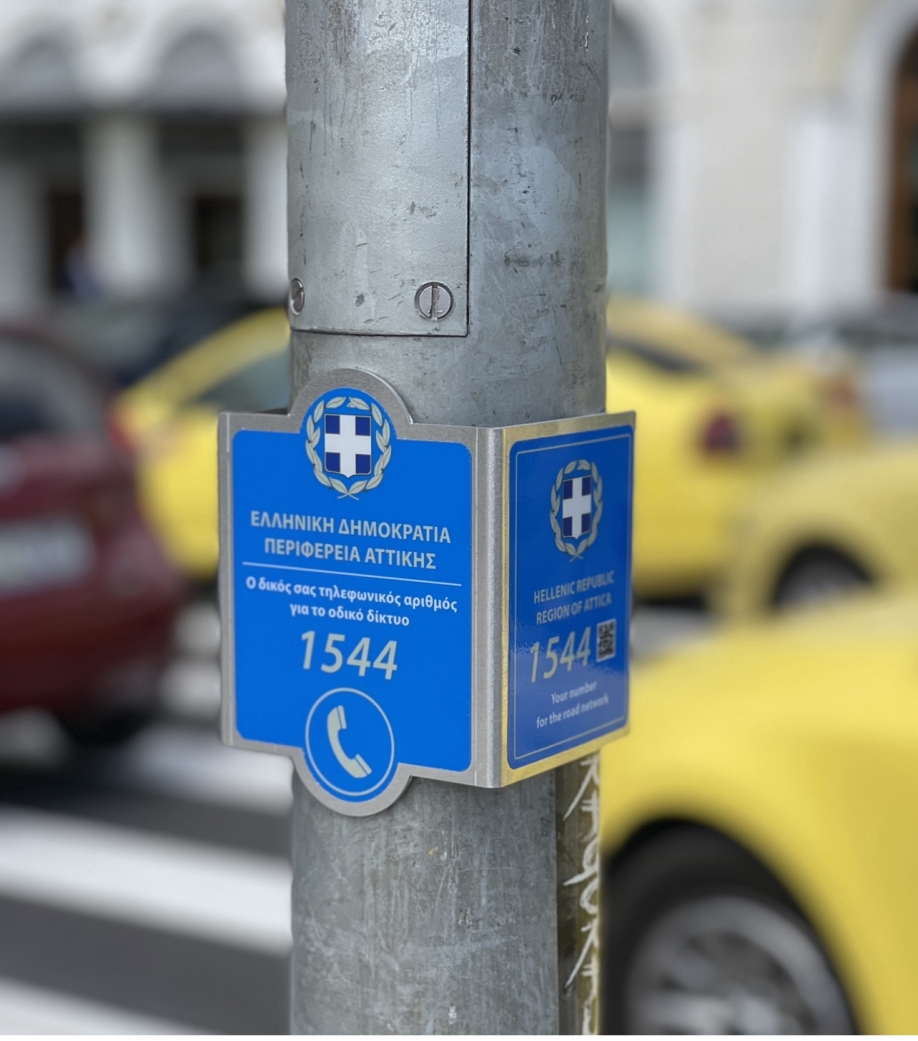 ΕΛΛΗΝΙΚΗ ΔΗΜΟΚΡΑΤΙΑ
ΠΕΡΙΦΕΡΕΙΑ ΑΤΤΙΚΗΣ
Ο δικός σας τηλεφωνικός αριθμός
για το οδικό δίκτυο
1544
HELLENIC REPUBLIC
REGION OF ATTICA
1544
Your number
for the road network